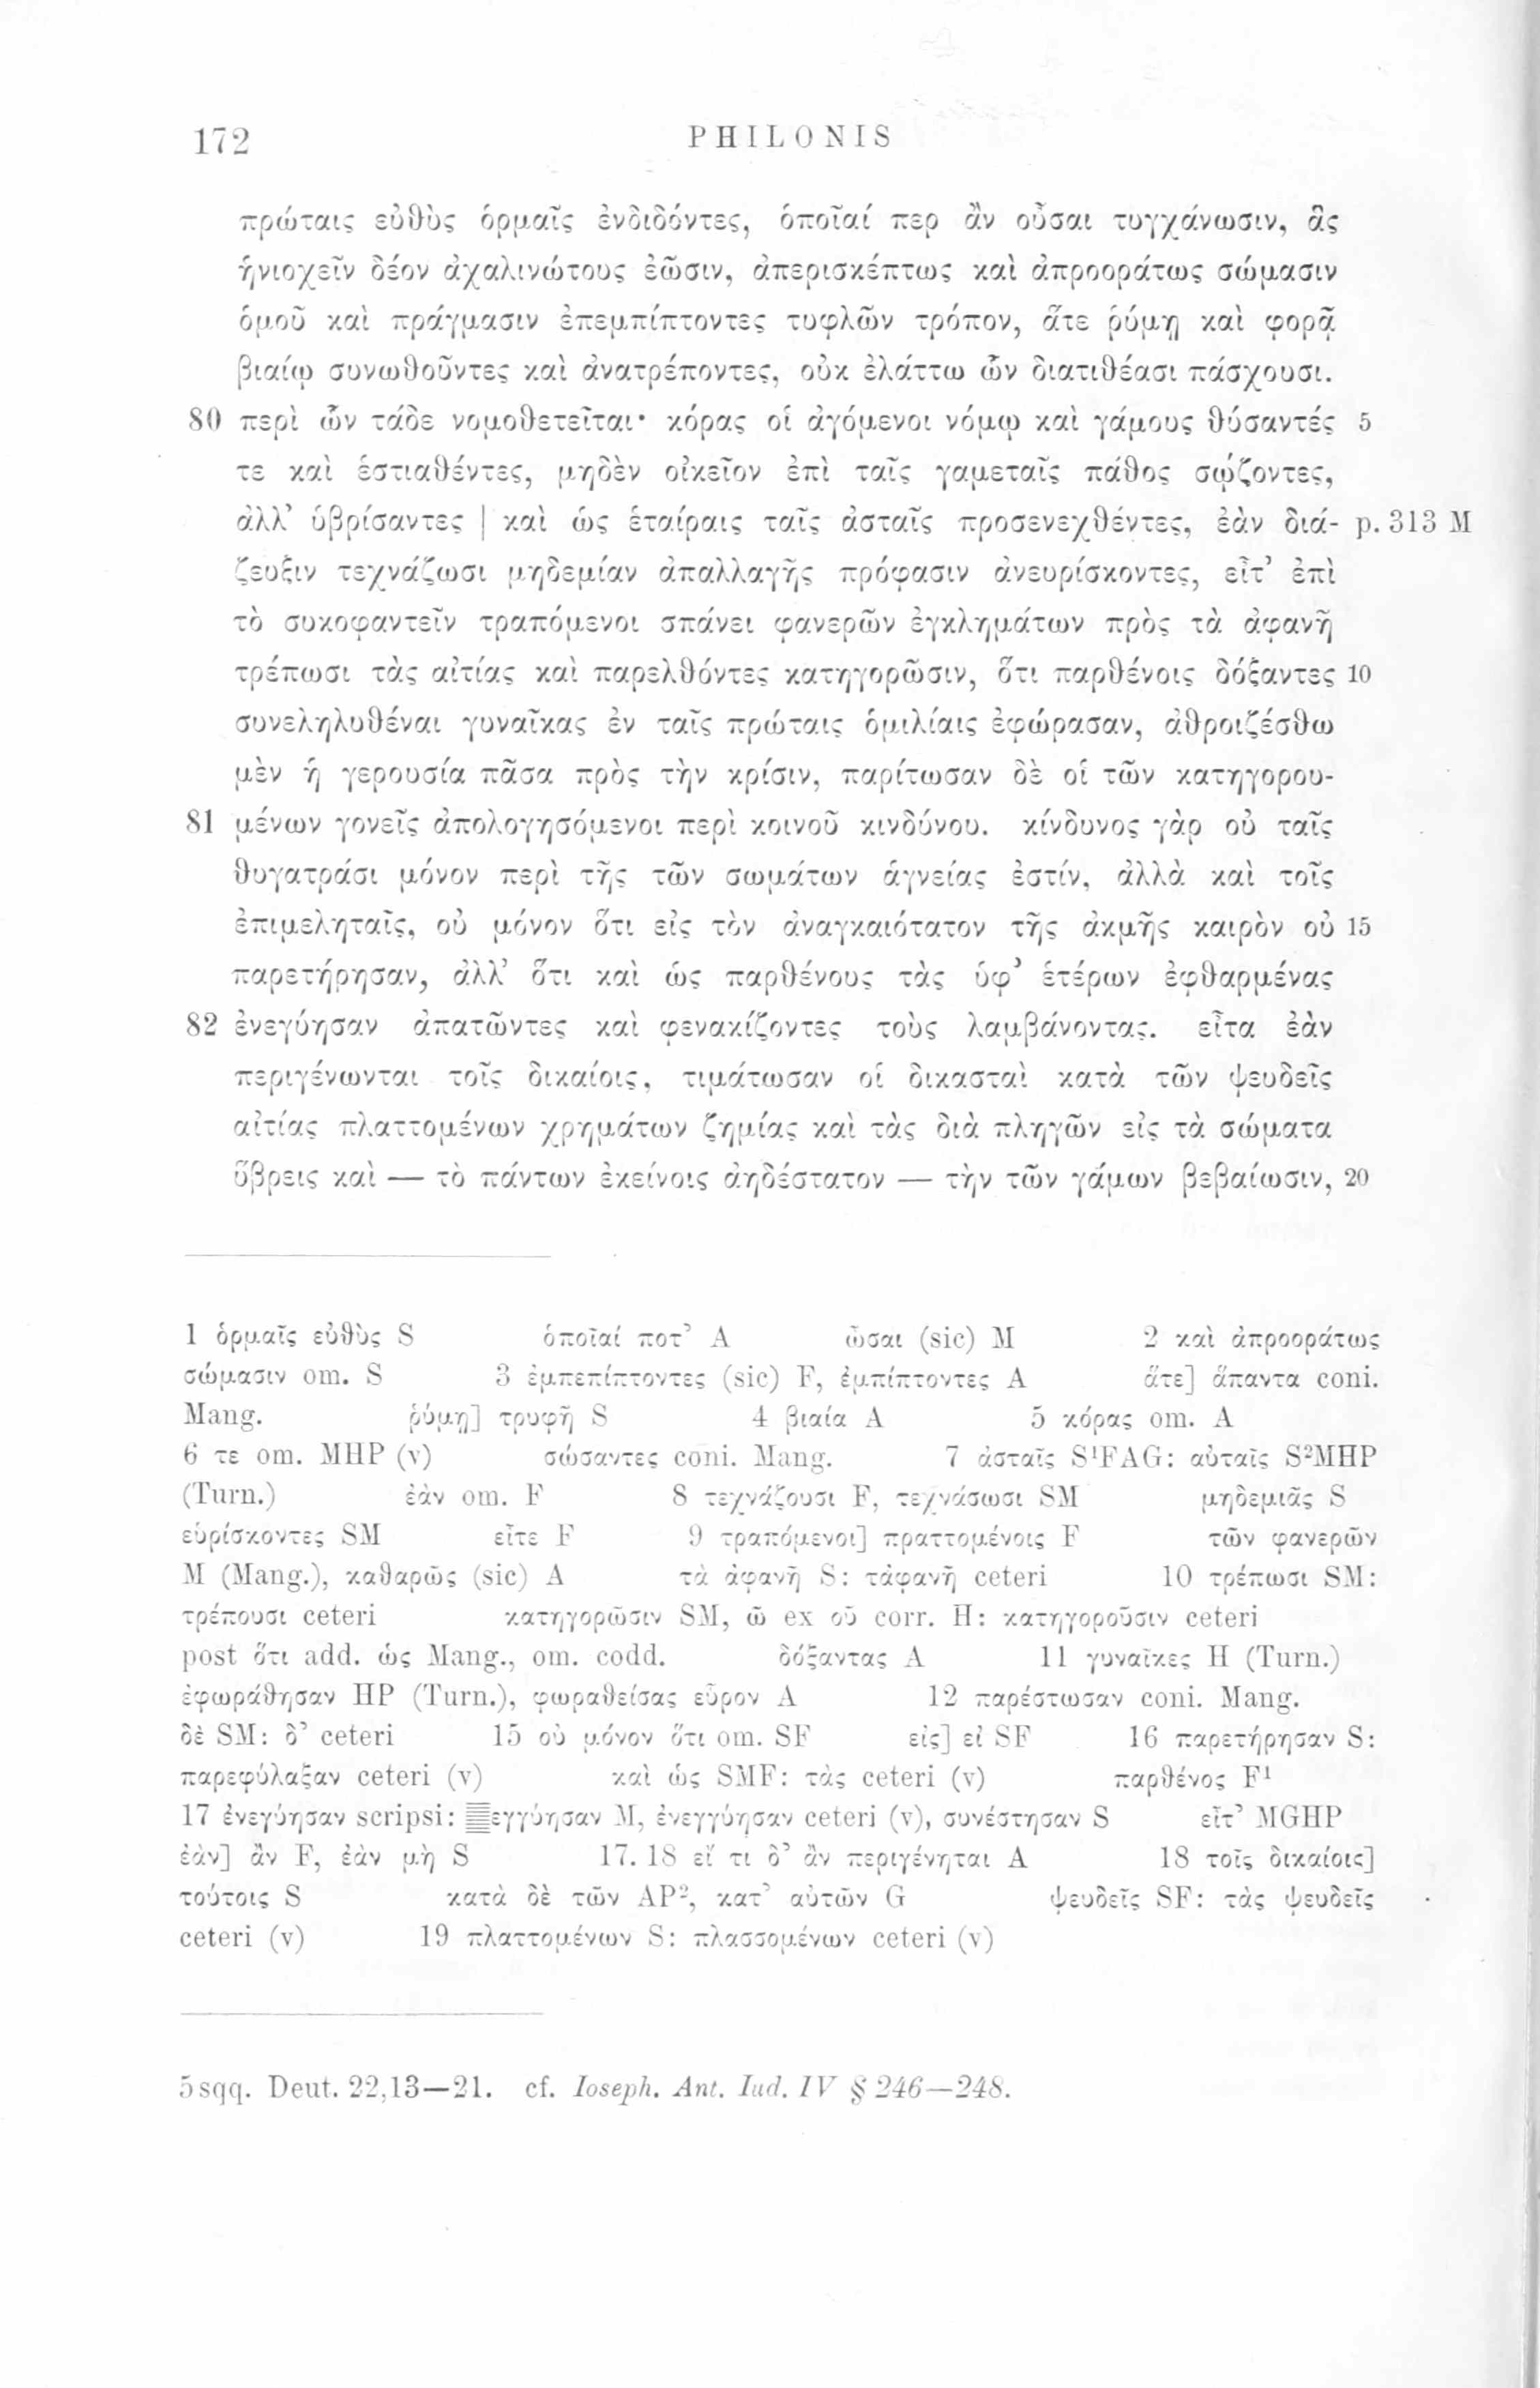 172 PHILONIS
πρώταις εὐθὺς ὁρμαῖς ἐνδιδόντες, ὁποῖαί περ ἂν οὖσαι τυγχάνωσιν, ἃς
ἡνιοχεῖν δέον ἀχαλινώτους ἐῶσιν, ἀπερισκέπτως καὶ ἀπροοράτως σώμασιν
ὁμοῦ καὶ πράγμασιν ἐπεμπίπτοντες τυφλῶν τρόπον, ἅτε ῥύμῃ καὶ φορᾷ
βιαίῳ συνωθοῦντες καὶ ἀνατρέποντες, οὐκ ἐλάττω ὧν διατιθέασι πάσχουσι.
80 περὶ ὧν τάδε νομοθετεῖται· κόρας οἱ ἀγόμενοι νόμῳ καὶ γάμους θύσαντές 5
τε καὶ ἑστιαθέντες, μηδὲν οἰκεῖον ἐπὶ ταῖς γαμεταῖς πάθος σῴζοντες,
ἀλλ’ ὑβρίσαντες | καὶ ὡς ἑταίραις ταῖς ἀσταῖς προσενεχθέντες, ἐὰν διά- p. 313 M
ζευξιν τεχνάζωσι μηδεμίαν ἀπαλλαγῆς πρόφασιν ἀνευρίσκοντες, εἶτ’ ἐπὶ
τὸ συκοφαντεῖν τραπόμενοι σπάνει φανερῶν ἐγκλημάτων πρὸς τὰ ἀφανῆ
τρέπωσι τὰς αἰτίας καὶ παρελθόντες κατηγορῶσιν, ὅτι παρθένοις δόξαντες 10
συνεληλυθέναι γυναῖκας ἐν ταῖς πρώταις ὁμιλίαις ἐφώρασαν, ἀθροιζέσθω
μὲν ἡ γερουσία πᾶσα πρὸς τὴν κρίσιν, παρίτωσαν δὲ οἱ τῶν κατηγορου-
81 μένων γονεῖς ἀπολογησόμενοι περὶ κοινοῦ κινδύνου. κίνδυνος γὰρ οὐ ταῖς
θυγατράσι μόνον περὶ τῆς τῶν σωμάτων ἁγνείας ἐστίν, ἀλλὰ καὶ τοῖς
ἐπιμεληταῖς, οὐ μόνον ὅτι εἰς τὸν ἀναγκαιότατον τῆς ἀκμῆς καιρὸν οὐ 15
παρετήρησαν, ἀλλ’ ὅτι καὶ ὡς παρθένους τὰς ὑφ’ ἑτέρων ἐφθαρμένας
82 ἐνεγύησαν ἀπατῶντες καὶ φενακίζοντες τοὺς λαμβάνοντας. εἶτα ἐὰν
περιγένωνται τοῖς δικαίοις, τιμάτωσαν οἱ δικασταὶ κατὰ τῶν ψευδεῖς
αἰτίας πλαττομένων χρημάτων ζημίας καὶ τὰς διὰ πληγῶν εἰς τὰ σώματα
ὕβρεις καὶ — τὸ πάντων ἐκείνοις ἀηδέστατον — τὴν τῶν γάμων βεβαίωσιν, 20
1 ὁρμαῖς εὐθὺς S ὁποῖαί ποτ’ A ὦσαι (sic) M 2 καὶ ἀπροοράτως
σώμασιν om. S 3 ἐμπεπίπτοντες (sic) F, ἐμπίπτοντες A ἅτε] ἅπαντα coni.
Mang. ῥύμῃ] τρυφῇ S 4 βιαία A 5 κόρας om. A
6 τε om. MHP (v) σώσαντες coni. Mang. 7 ἀσταῖς S¹FAG: αὐταῖς S²MHP
(Turn.) ἐὰν om. F 8 τεχνάζουσι F, τεχνάσωσι SM μηδεμιᾶς S
εὑρίσκοντες SM εἶτε F 9 τραπόμενοι] πραττομένοις F τῶν φανερῶν
M (Mang.), καθαρῶς (sic) A τὰ ἀφανῆ S: τἀφανῆ ceteri 10 τρέπωσι SM:
τρέπουσι ceteri κατηγορῶσιν SM, ῶ ex οῦ corr. H: κατηγοροῦσιν ceteri
post ὅτι add. ὡς Mang., om. codd. δόξαντας A 11 γυναῖκες H (Turn.)
ἐφωράθησαν HP (Turn.), φωραθείσας εὗρον A 12 παρέστωσαν coni. Mang.
δὲ SM: δ’ ceteri 15 οὐ μόνον ὅτι om. SF εἰς] εἰ SF 16 παρετήρησαν S:
παρεφύλαξαν ceteri (v) καὶ ὡς SMF: τὰς ceteri (v) παρθένος F¹
17 ἐνεγύησαν scripsi: εγγύησαν M, ἐνεγγύησαν ceteri (v), συνέστησαν S εἶτ’ MGHP
ἐὰν] ἂν F, ἐὰν μὴ S 17. 18 εἴ τι δ’ ἂν περιγένηται A 18 τοῖς δικαίοις]
τούτοις S κατὰ δὲ τῶν AP², κατ’ αὐτῶν G ψευδεῖς SF: τὰς ψευδεῖς
ceteri (v) 19 πλαττομένων S: πλασσομένων ceteri (v)
5 sqq. Deut. 22,13—21. cf. Ioseph. Ant. Iud. IV § 246—248.